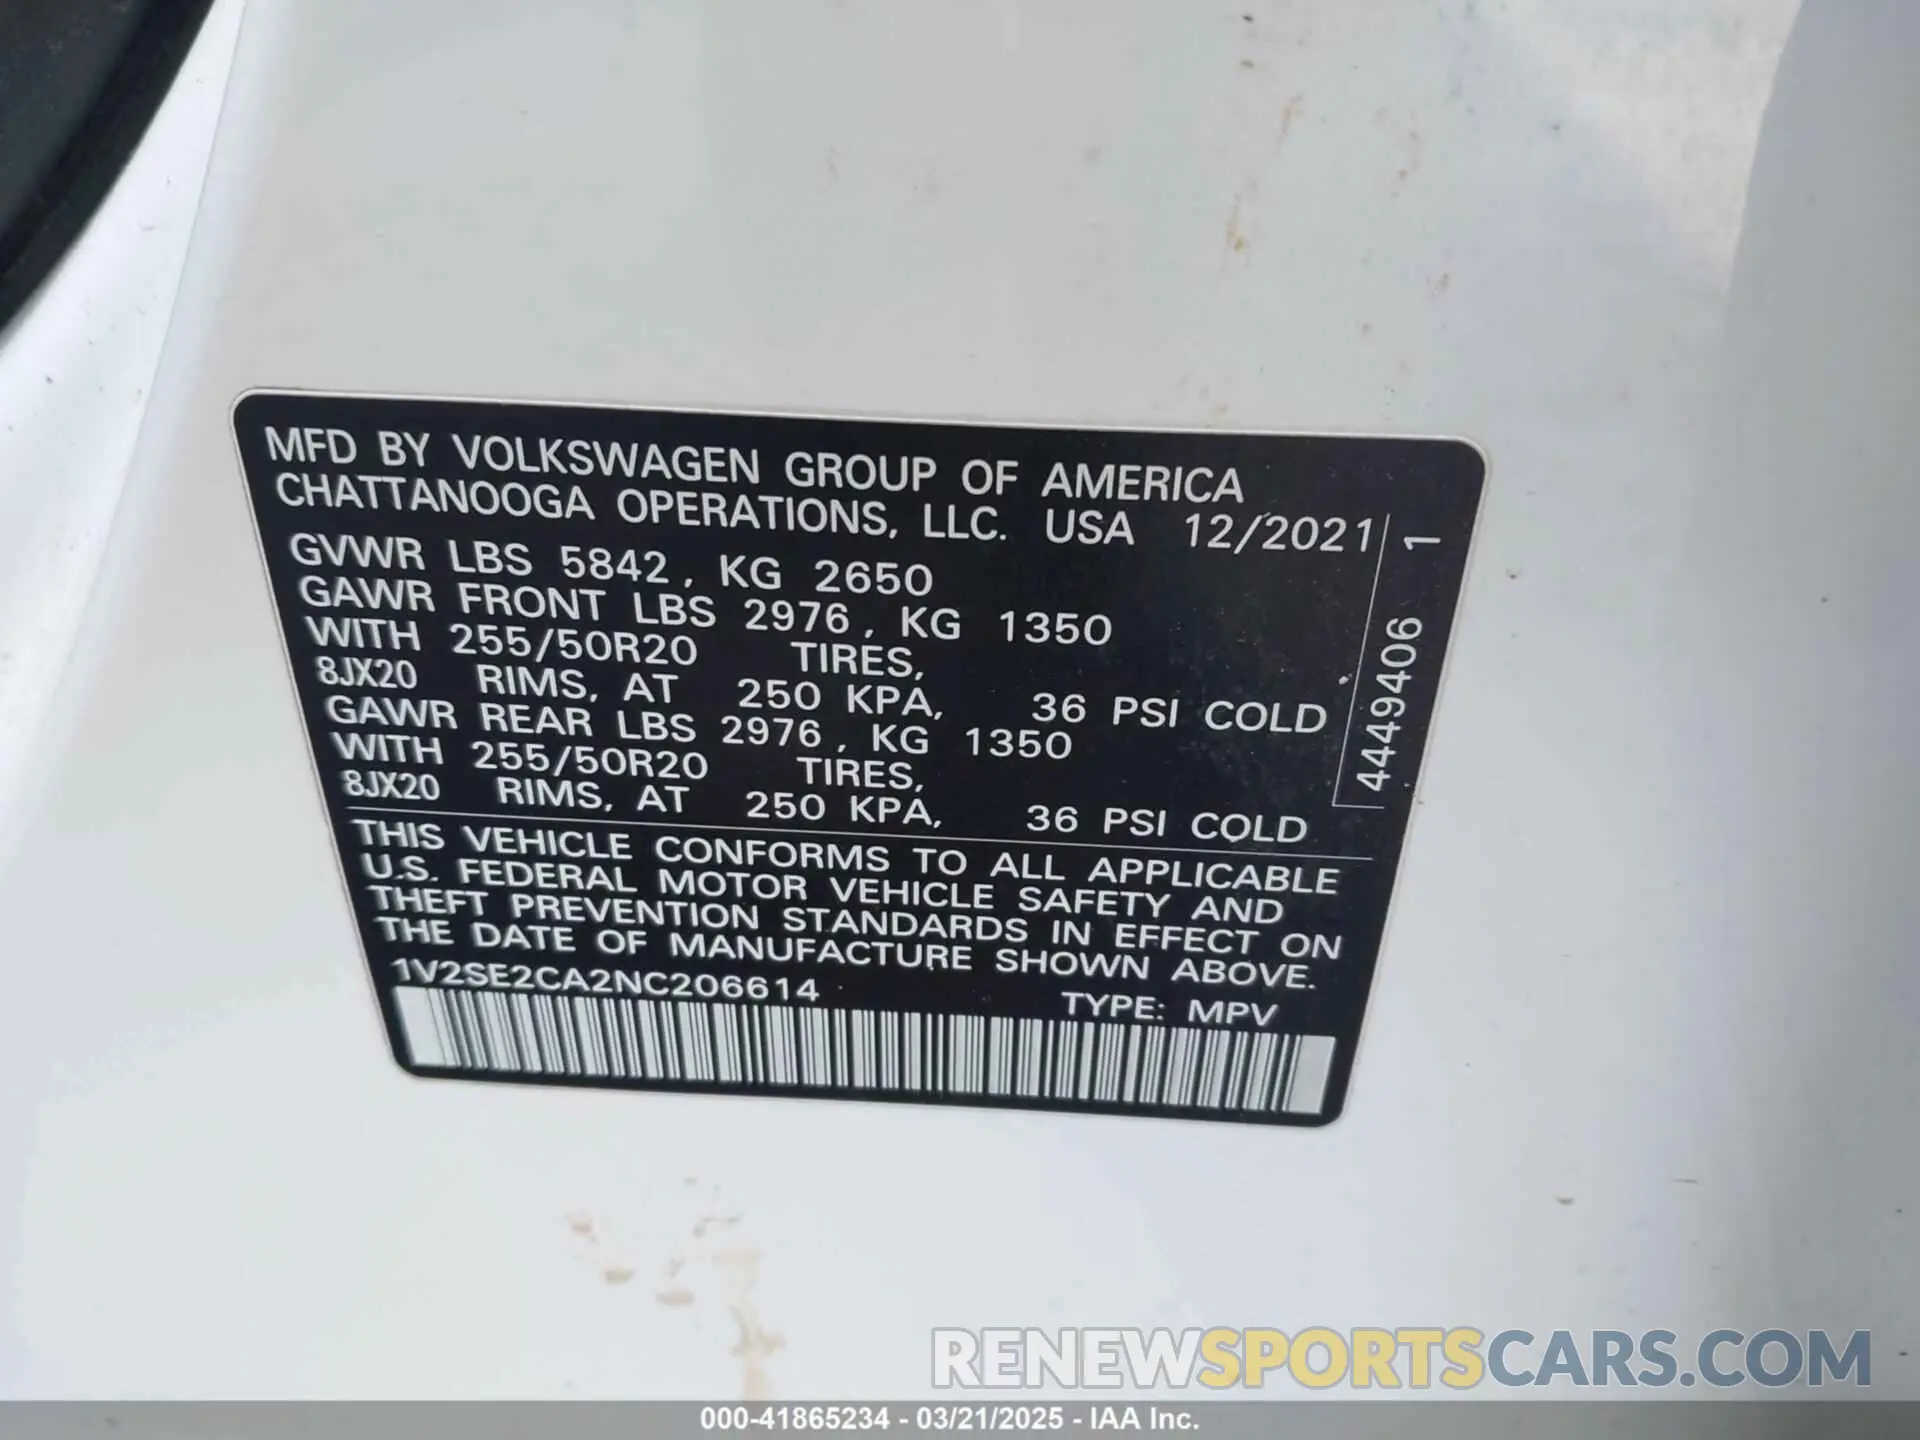 MFD BY VOLKSWAGEN GROUP OF AMERICA
CHATTANOOGA OPERATIONS, LLC. USA 12/2021
GVWR LBS 5842, KG 2650
GAWR FRONT LBS 2976, KG 1350
WITH 255/50R20 TIRES,
8JX20 RIMS, AT 250 KPA, 36 PSI COLD
GAWR REAR LBS 2976, KG 1350
WITH 255/50R20 TIRES,
8JX20 RIMS, AT 250 KPA, 36 PSI COLD
4449406 1
THIS VEHICLE CONFORMS TO ALL APPLICABLE
U.S. FEDERAL MOTOR VEHICLE SAFETY AND
THEFT PREVENTION STANDARDS IN EFFECT ON
THE DATE OF MANUFACTURE SHOWN ABOVE.
1V2SE2CA2NC206614 TYPE: MPV
RENEWSPORTSCARS.COM
000-41865234 - 03/21/2025 - IAA Inc.